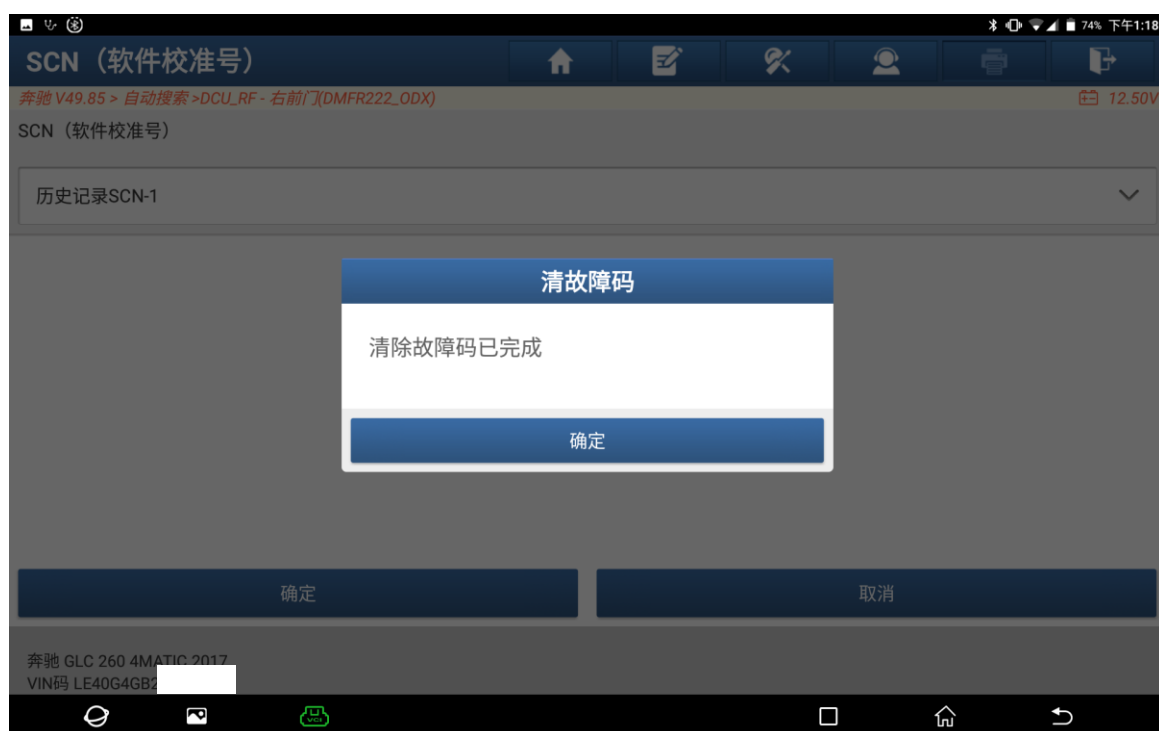 74% 下午1:18
SCN（软件校准号）
奔驰 V49.85 > 自动搜索 >DCU_RF - 右前门(DMFR222_ODX)
12.50V
SCN（软件校准号）
历史记录SCN-1
清故障码
清除故障码已完成
确定
确定
取消
奔驰 GLC 260 4MATIC 2017
VIN码 LE40G4GB2
VCI